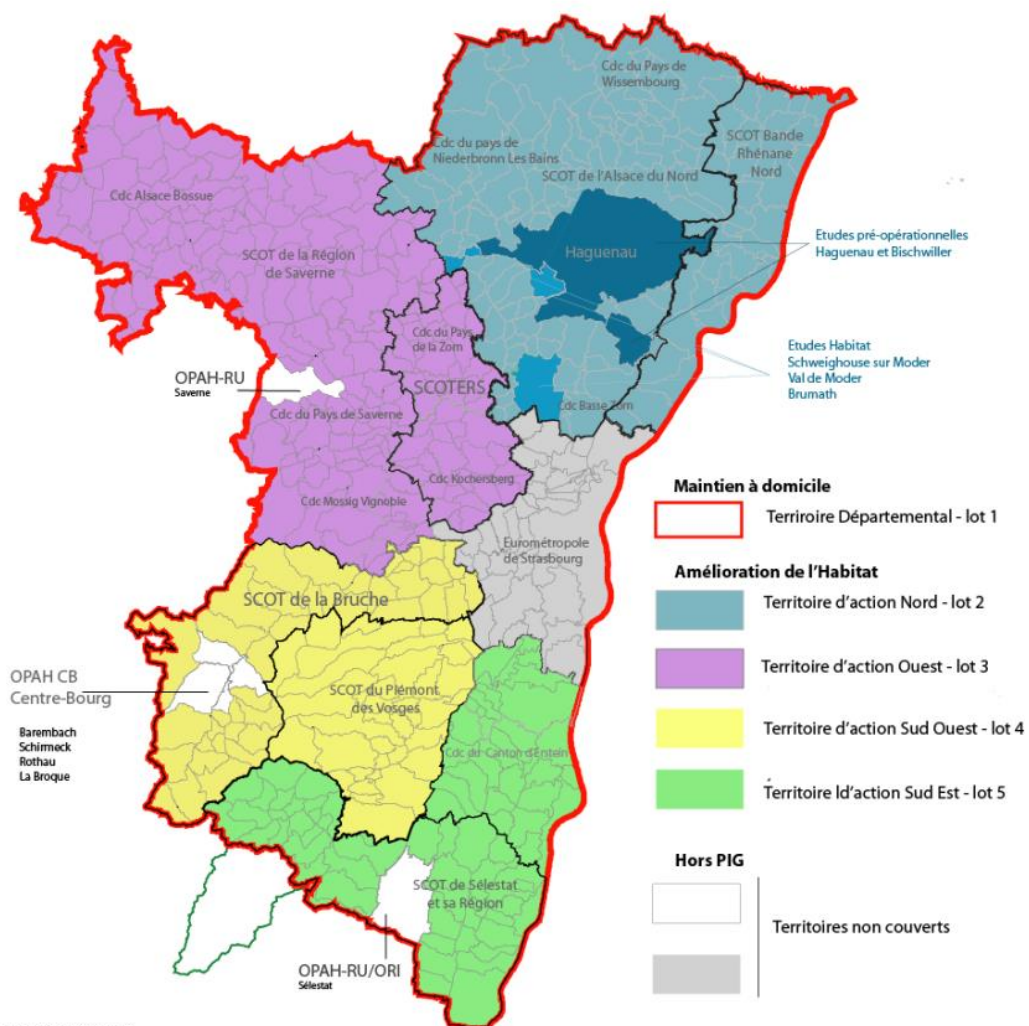 Cdc du Pays de
Wissembourg
SCOT Bande
Rhénane
Nord
Cdc du pays de
Niederbronn Les Bains
SCOT de l'Alsace du Nord
Cdc Alsace Bossue
SCOT de la Région
de Saverne
Haguenau
Etudes pré-opérationnelles
Haguenau et Bischwiller
Cdc du Pays
de la Zorn
Etudes Habitat
Schweighouse sur Moder
Val de Moder
Brumath
OPAH-RU
Saverne
SCOTERS
Cdc du Pays de Saverne
Cdc Basse Zorn
Cdc Kochersberg
Cdc Mossig Vignoble
Eurométropole
de Strasbourg
SCOT de la Bruche
OPAH CB
Centre-Bourg
Barembach
Schirmeck
Rothau
La Broque
SCOT du Piémont
des Vosges
Cdc du Canton d'Erstein
SCOT de Sélestat
et sa Région
OPAH-RU/ORI
Sélestat
Maintien à domicile
Terriroire Départemental - lot 1
Amélioration de l'Habitat
Territoire d'action Nord - lot 2
Territoire d'action Ouest - lot 3
Territoire d'action Sud Ouest - lot 4
Territoire ld'action Sud Est - lot 5
Hors PIG
Territoires non couverts